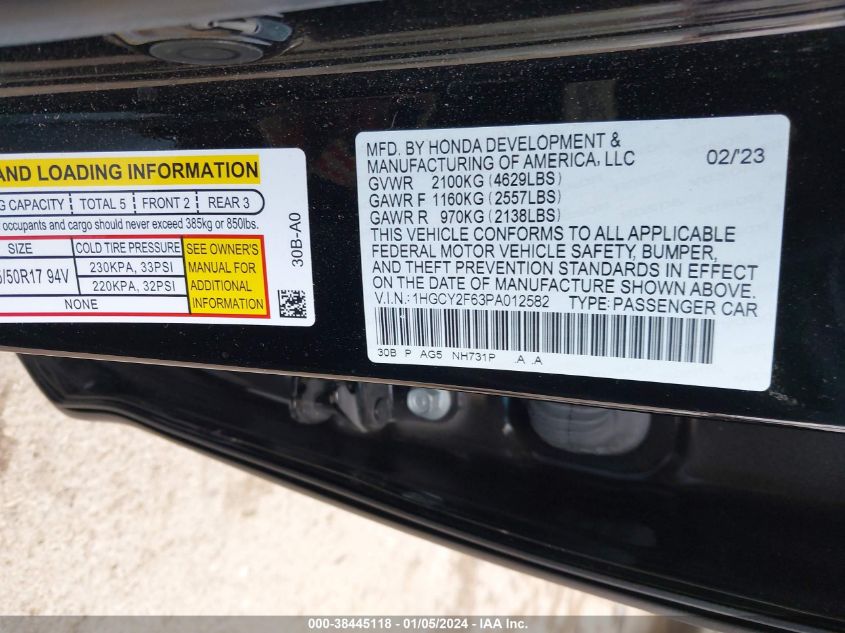 AND LOADING INFORMATION
G CAPACITY TOTAL 5 FRONT 2 REAR 3
occupants and cargo should never exceed 385kg or 850lbs.
SIZE COLD TIRE PRESSURE SEE OWNER'S MANUAL FOR ADDITIONAL INFORMATION
5/50R17 94V 230KPA, 33PSI
220KPA, 32PSI
NONE
30B-A0
MFD. BY HONDA DEVELOPMENT &
MANUFACTURING OF AMERICA, LLC 02/'23
GVWR 2100KG (4629LBS)
GAWR F 1160KG (2557LBS)
GAWR R 970KG (2138LBS)
THIS VEHICLE CONFORMS TO ALL APPLICABLE
FEDERAL MOTOR VEHICLE SAFETY, BUMPER,
AND THEFT PREVENTION STANDARDS IN EFFECT
ON THE DATE OF MANUFACTURE SHOWN ABOVE.
V.I.N.: 1HGCY2F63PA012582 TYPE: PASSENGER CAR
30B P AG5 NH731P .A .A
000-38445118 - 01/05/2024 - IAA Inc.